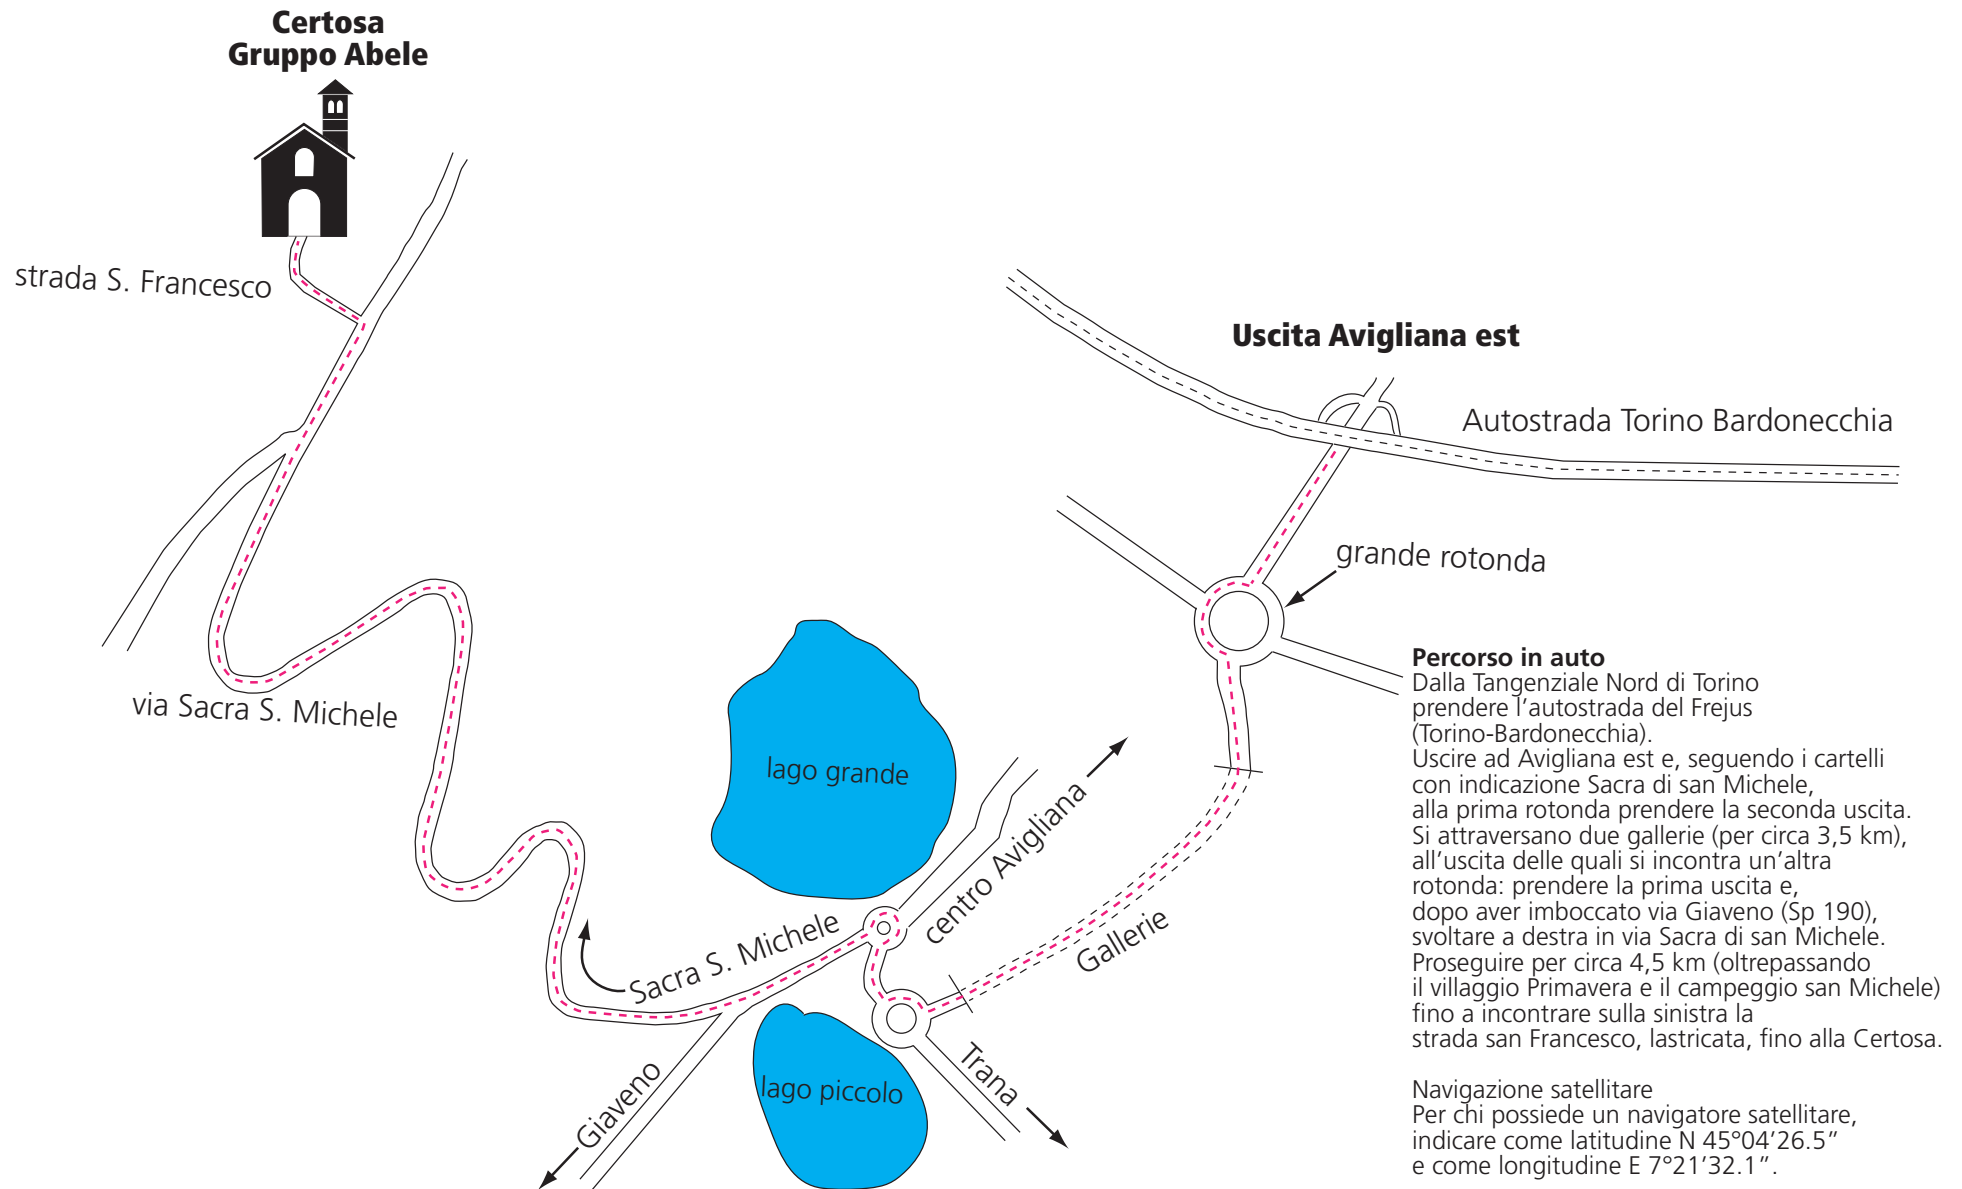 Certosa
Gruppo Abele
strada S. Francesco
Uscita Avigliana est
Autostrada Torino Bardonecchia
grande rotonda
via Sacra S. Michele
lago grande
centro Avigliana
Gallerie
Sacra S. Michele
Giaveno
lago piccolo
Trana
Percorso in auto
Dalla Tangenziale Nord di Torino
prendere l’autostrada del Frejus
(Torino-Bardonecchia).
Uscire ad Avigliana est e, seguendo i cartelli
con indicazione Sacra di san Michele,
alla prima rotonda prendere la seconda uscita.
Si attraversano due gallerie (per circa 3,5 km),
all’uscita delle quali si incontra un’altra
rotonda: prendere la prima uscita e,
dopo aver imboccato via Giaveno (Sp 190),
svoltare a destra in via Sacra di san Michele.
Proseguire per circa 4,5 km (oltrepassando
il villaggio Primavera e il campeggio san Michele)
fino a incontrare sulla sinistra la
strada san Francesco, lastricata, fino alla Certosa.
Navigazione satellitare
Per chi possiede un navigatore satellitare,
indicare come latitudine N 45°04’26.5”
e come longitudine E 7°21’32.1”.